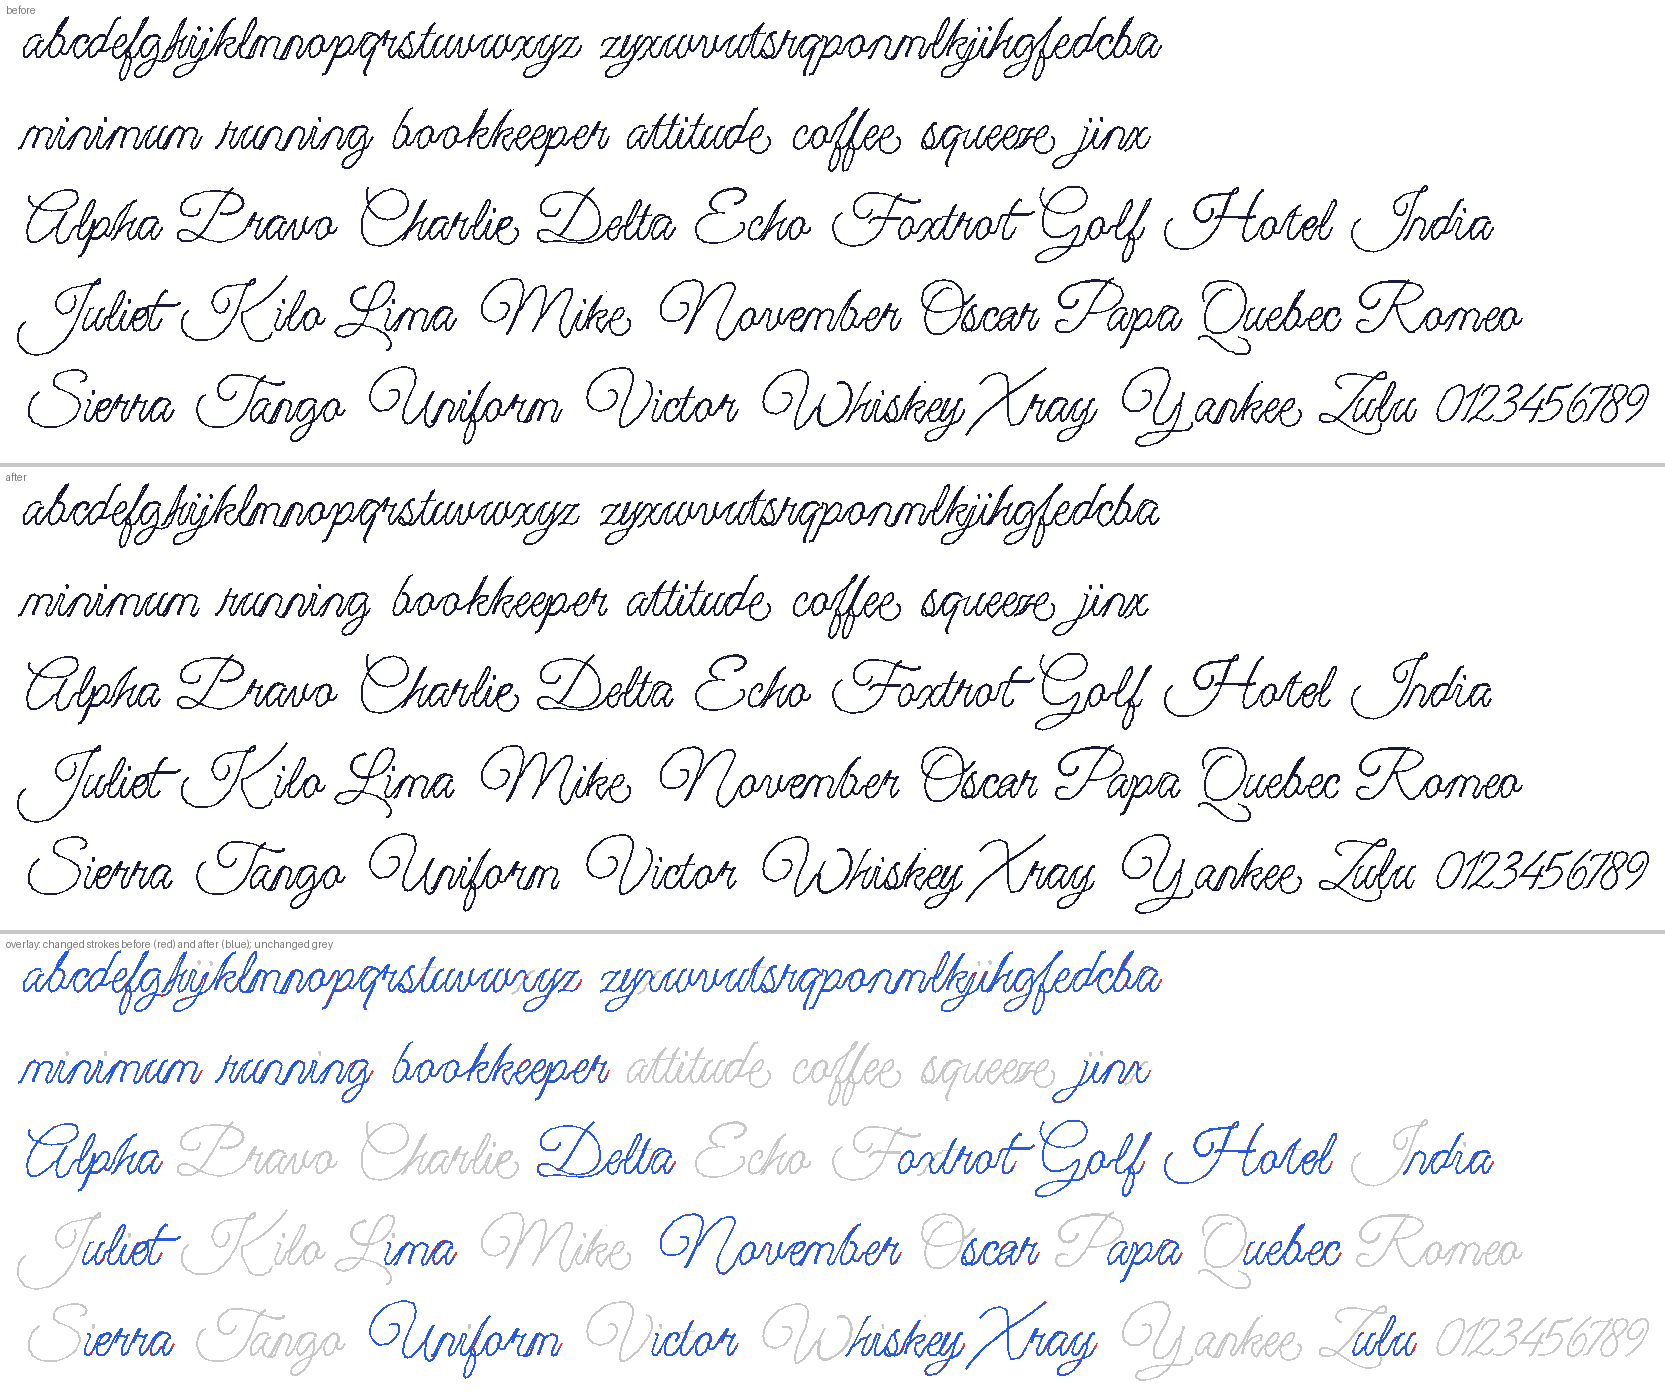 before
abcdefghijklmnopqrstuvwxyz zyxwvutsrqponmlkjihgfedcba
minimum running bookkeeper attitude coffee squeeze jinx
Alpha Bravo Charlie Delta Echo Foxtrot Golf Hotel India
Juliet Kilo Lima Mike November Oscar Papa Quebec Romeo
Sierra Tango Uniform Victor Whiskey Xray Yankee Zulu 0123456789
after
abcdefghijklmnopqrstuvwxyz zyxwvutsrqponmlkjihgfedcba
minimum running bookkeeper attitude coffee squeeze jinx
Alpha Bravo Charlie Delta Echo Foxtrot Golf Hotel India
Juliet Kilo Lima Mike November Oscar Papa Quebec Romeo
Sierra Tango Uniform Victor Whiskey Xray Yankee Zulu 0123456789
overlay: changed strokes before (red) and after (blue); unchanged grey
abcdefghijklmnopqrstuvwxyz zyxwvutsrqponmlkjihgfedcba
minimum running bookkeeper attitude coffee squeeze jinx
Alpha Bravo Charlie Delta Echo Foxtrot Golf Hotel India
Juliet Kilo Lima Mike November Oscar Papa Quebec Romeo
Sierra Tango Uniform Victor Whiskey Xray Yankee Zulu 0123456789